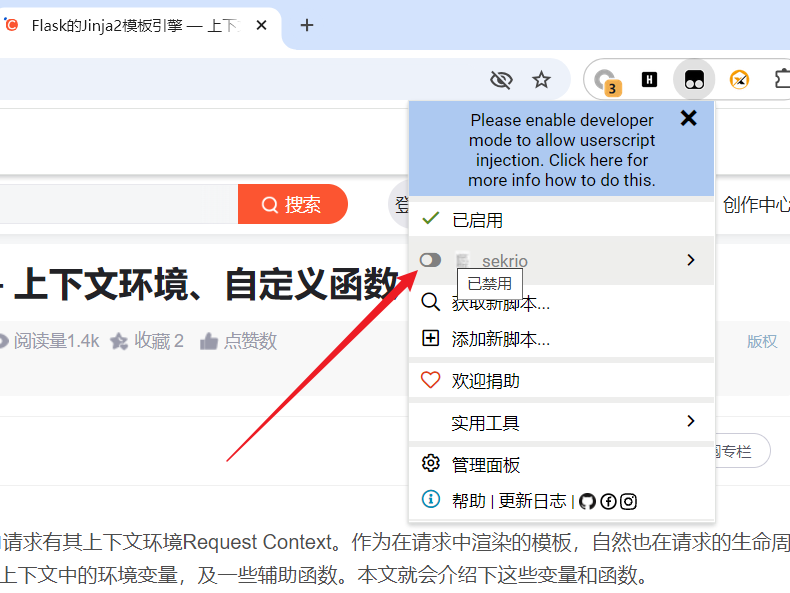 Flask的Jinja2模板引擎 — 上下
3
H
Please enable developer
mode to allow userscript
injection. Click here for
more info how to do this.
搜索
登
创作中心
已启用
sekrio
已禁用
获取新脚本...
添加新脚本...
欢迎捐助
实用工具
管理面板
帮助 | 更新日志 |
- 上下文环境、自定义函数
阅读量1.4k 收藏 2 点赞数
版权
专栏
请求有其上下文环境Request Context。作为在请求中渲染的模板，自然也在请求的生命周
上下文中的环境变量，及一些辅助函数。本文就会介绍下这些变量和函数。